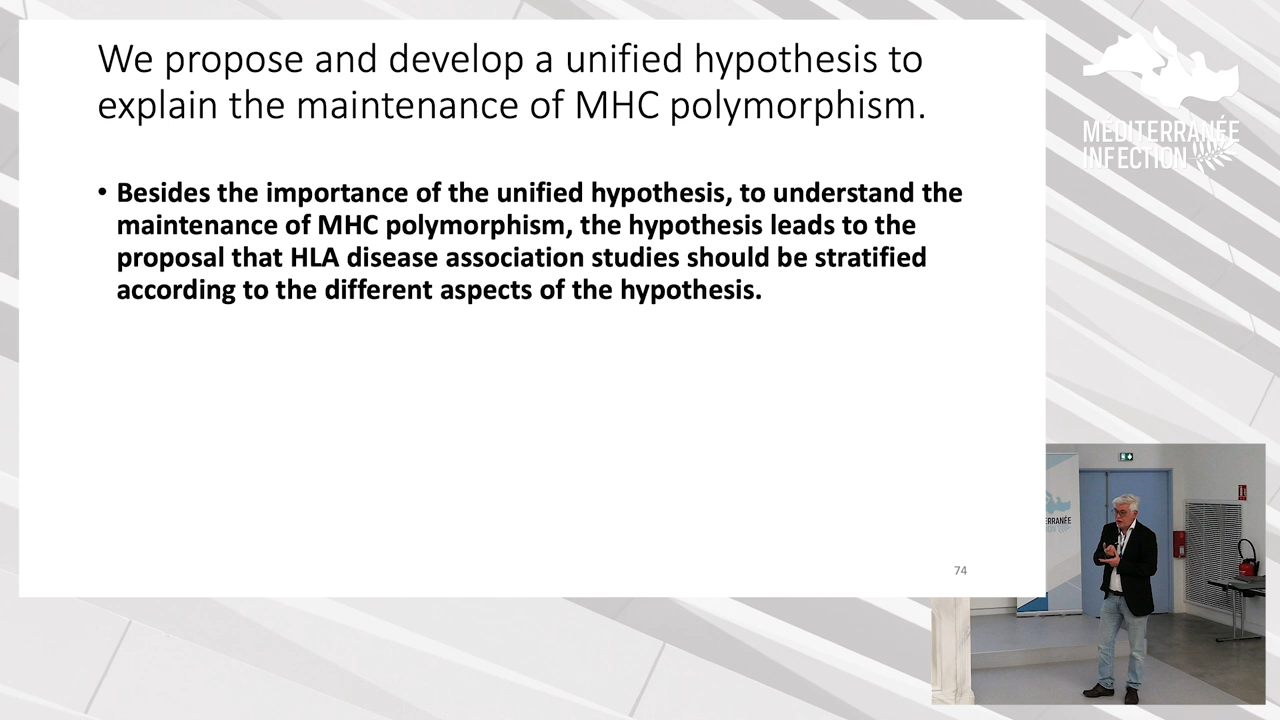 We propose and develop a unified hypothesis to
explain the maintenance of MHC polymorphism.
• Besides the importance of the unified hypothesis, to understand the
maintenance of MHC polymorphism, the hypothesis leads to the
proposal that HLA disease association studies should be stratified
according to the different aspects of the hypothesis.
74
MÉDITERRANÉE
INFECTION
ERRANÉE